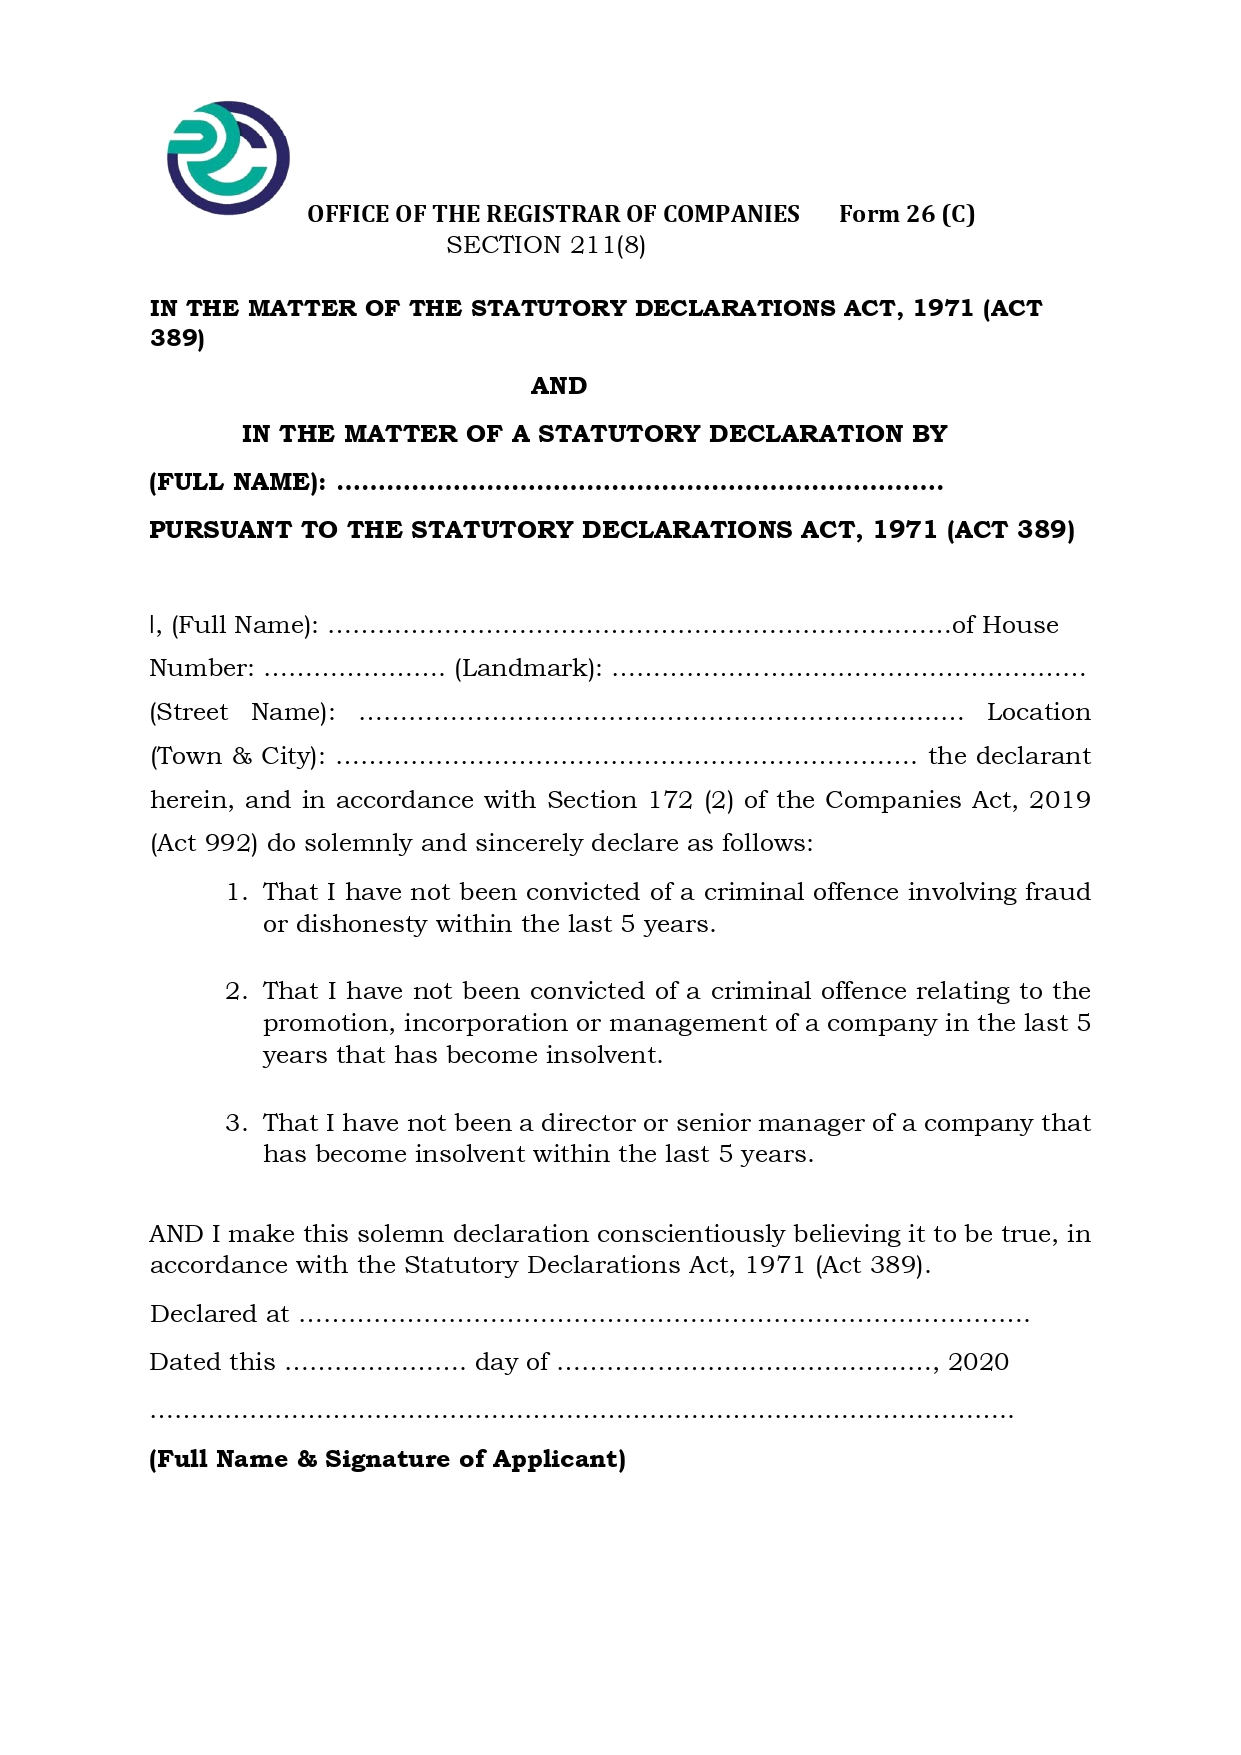 OFFICE OF THE REGISTRAR OF COMPANIES Form 26 (C)
SECTION 211(8)
IN THE MATTER OF THE STATUTORY DECLARATIONS ACT, 1971 (ACT
389)
AND
IN THE MATTER OF A STATUTORY DECLARATION BY
(FULL NAME): ………………………………………………………………
PURSUANT TO THE STATUTORY DECLARATIONS ACT, 1971 (ACT 389)
I, (Full Name): …………………………………………………………………of House
Number: …………………. (Landmark): …………………………………………………
(Street Name): ………………………………………………………………. Location
(Town & City): ……………………………………………………………. the declarant
herein, and in accordance with Section 172 (2) of the Companies Act, 2019
(Act 992) do solemnly and sincerely declare as follows:
1. That I have not been convicted of a criminal offence involving fraud
or dishonesty within the last 5 years.
2. That I have not been convicted of a criminal offence relating to the
promotion, incorporation or management of a company in the last 5
years that has become insolvent.
3. That I have not been a director or senior manager of a company that
has become insolvent within the last 5 years.
AND I make this solemn declaration conscientiously believing it to be true, in
accordance with the Statutory Declarations Act, 1971 (Act 389).
Declared at …………………………………………………………………………….
Dated this …………………. day of ………………………………………, 2020
…………………………………………………………………………………………….
(Full Name & Signature of Applicant)